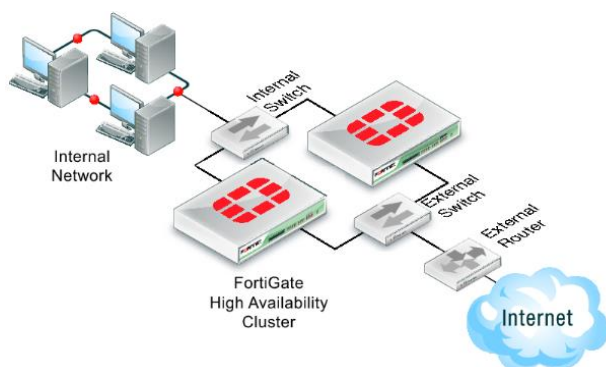 Internal
Switch
Internal
Network
External
Switch
External
Router
FortiGate
High Availability
Cluster
Internet